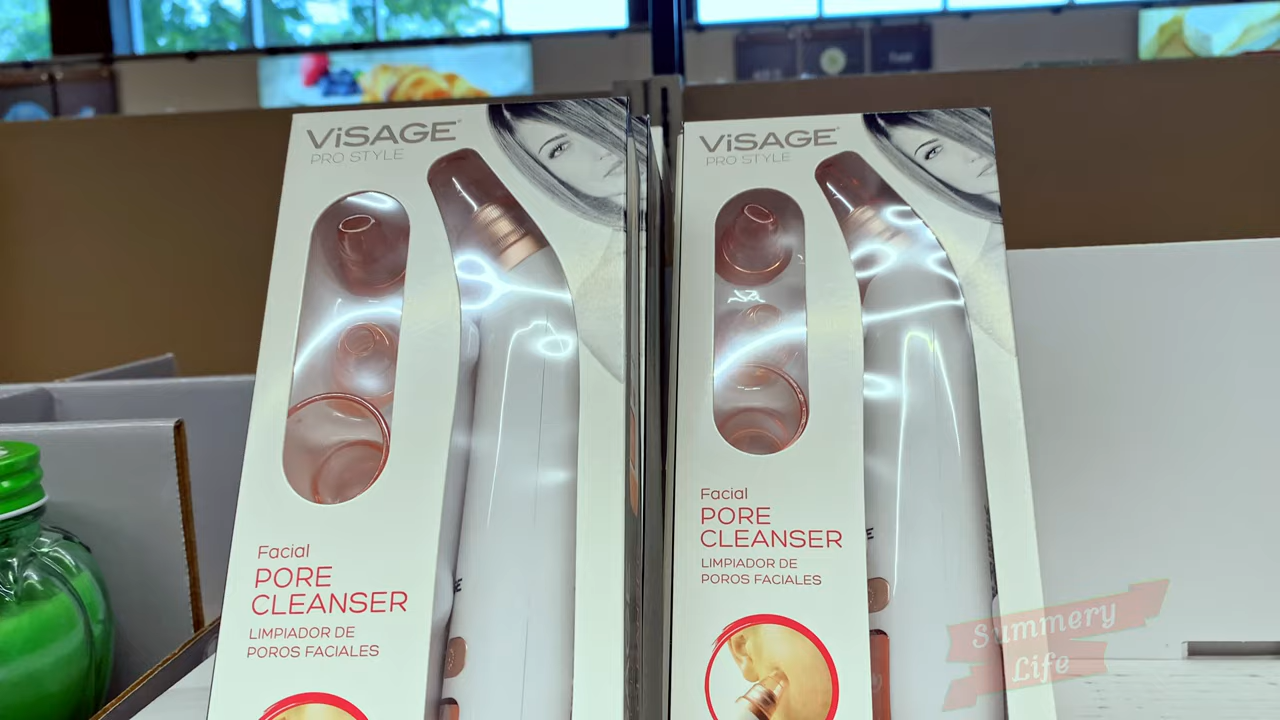 ViSAGE
PRO STYLE
Facial
PORE
CLEANSER
LIMPIADOR DE
POROS FACIALES
ViSAGE
PRO STYLE
Facial
PORE
CLEANSER
LIMPIADOR DE
POROS FACIALES
Summery
Life